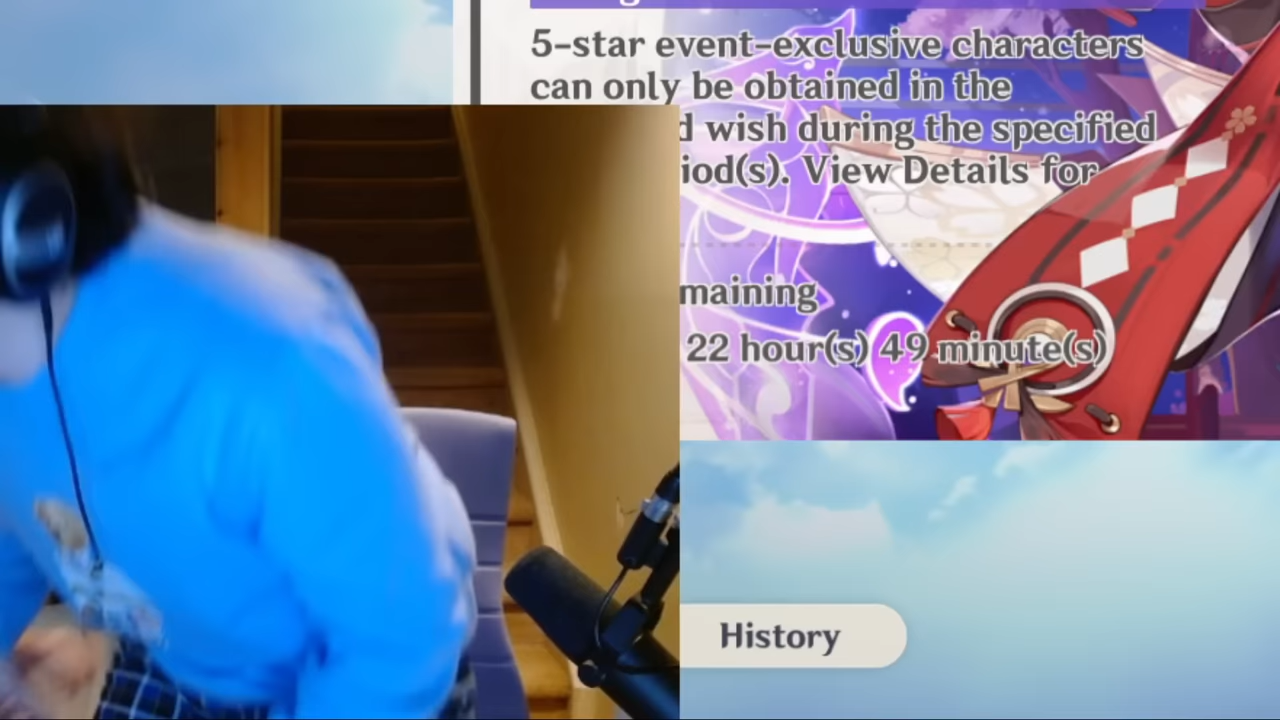 5-star event-exclusive characters
can only be obtained in the
wish during the specified
iod(s). View Details for
maining
22 hour(s) 49 minute(s)
History